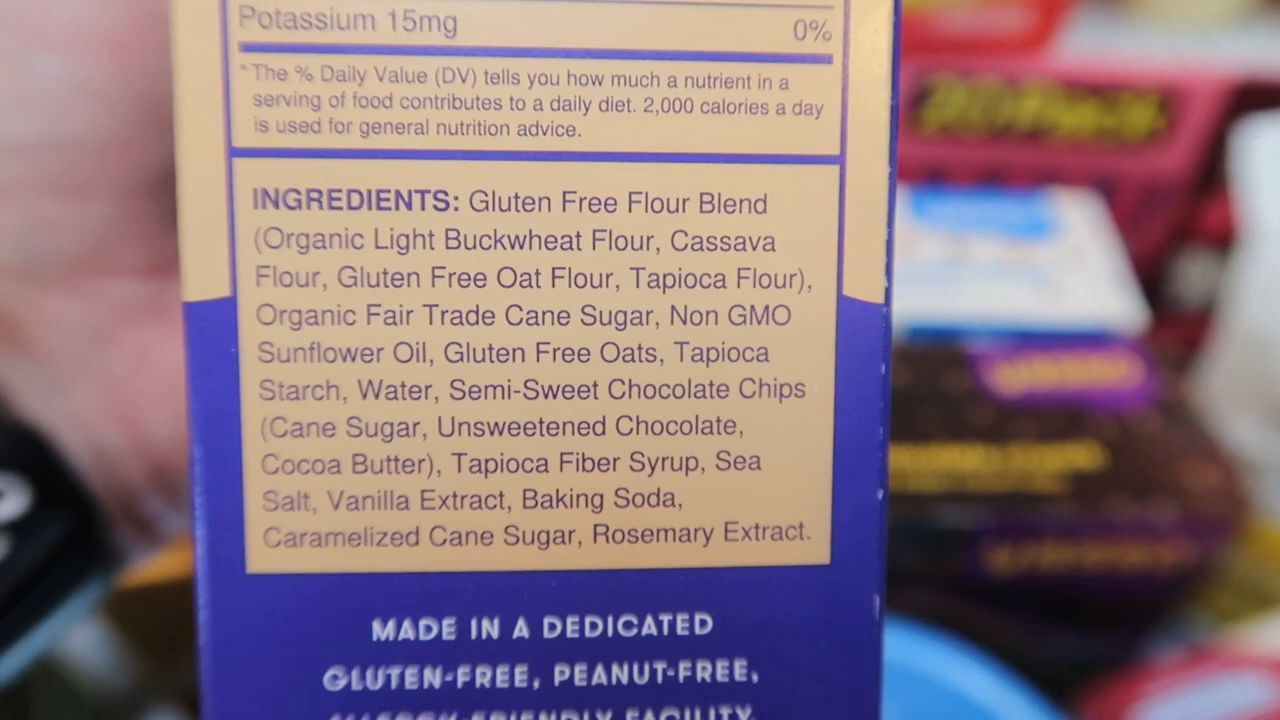 Potassium 15mg 0%
*The % Daily Value (DV) tells you how much a nutrient in a
serving of food contributes to a daily diet. 2,000 calories a day
is used for general nutrition advice.
INGREDIENTS: Gluten Free Flour Blend
(Organic Light Buckwheat Flour, Cassava
Flour, Gluten Free Oat Flour, Tapioca Flour),
Organic Fair Trade Cane Sugar, Non GMO
Sunflower Oil, Gluten Free Oats, Tapioca
Starch, Water, Semi-Sweet Chocolate Chips
(Cane Sugar, Unsweetened Chocolate,
Cocoa Butter), Tapioca Fiber Syrup, Sea
Salt, Vanilla Extract, Baking Soda,
Caramelized Cane Sugar, Rosemary Extract.
MADE IN A DEDICATED
GLUTEN-FREE, PEANUT-FREE,
FACILITY.